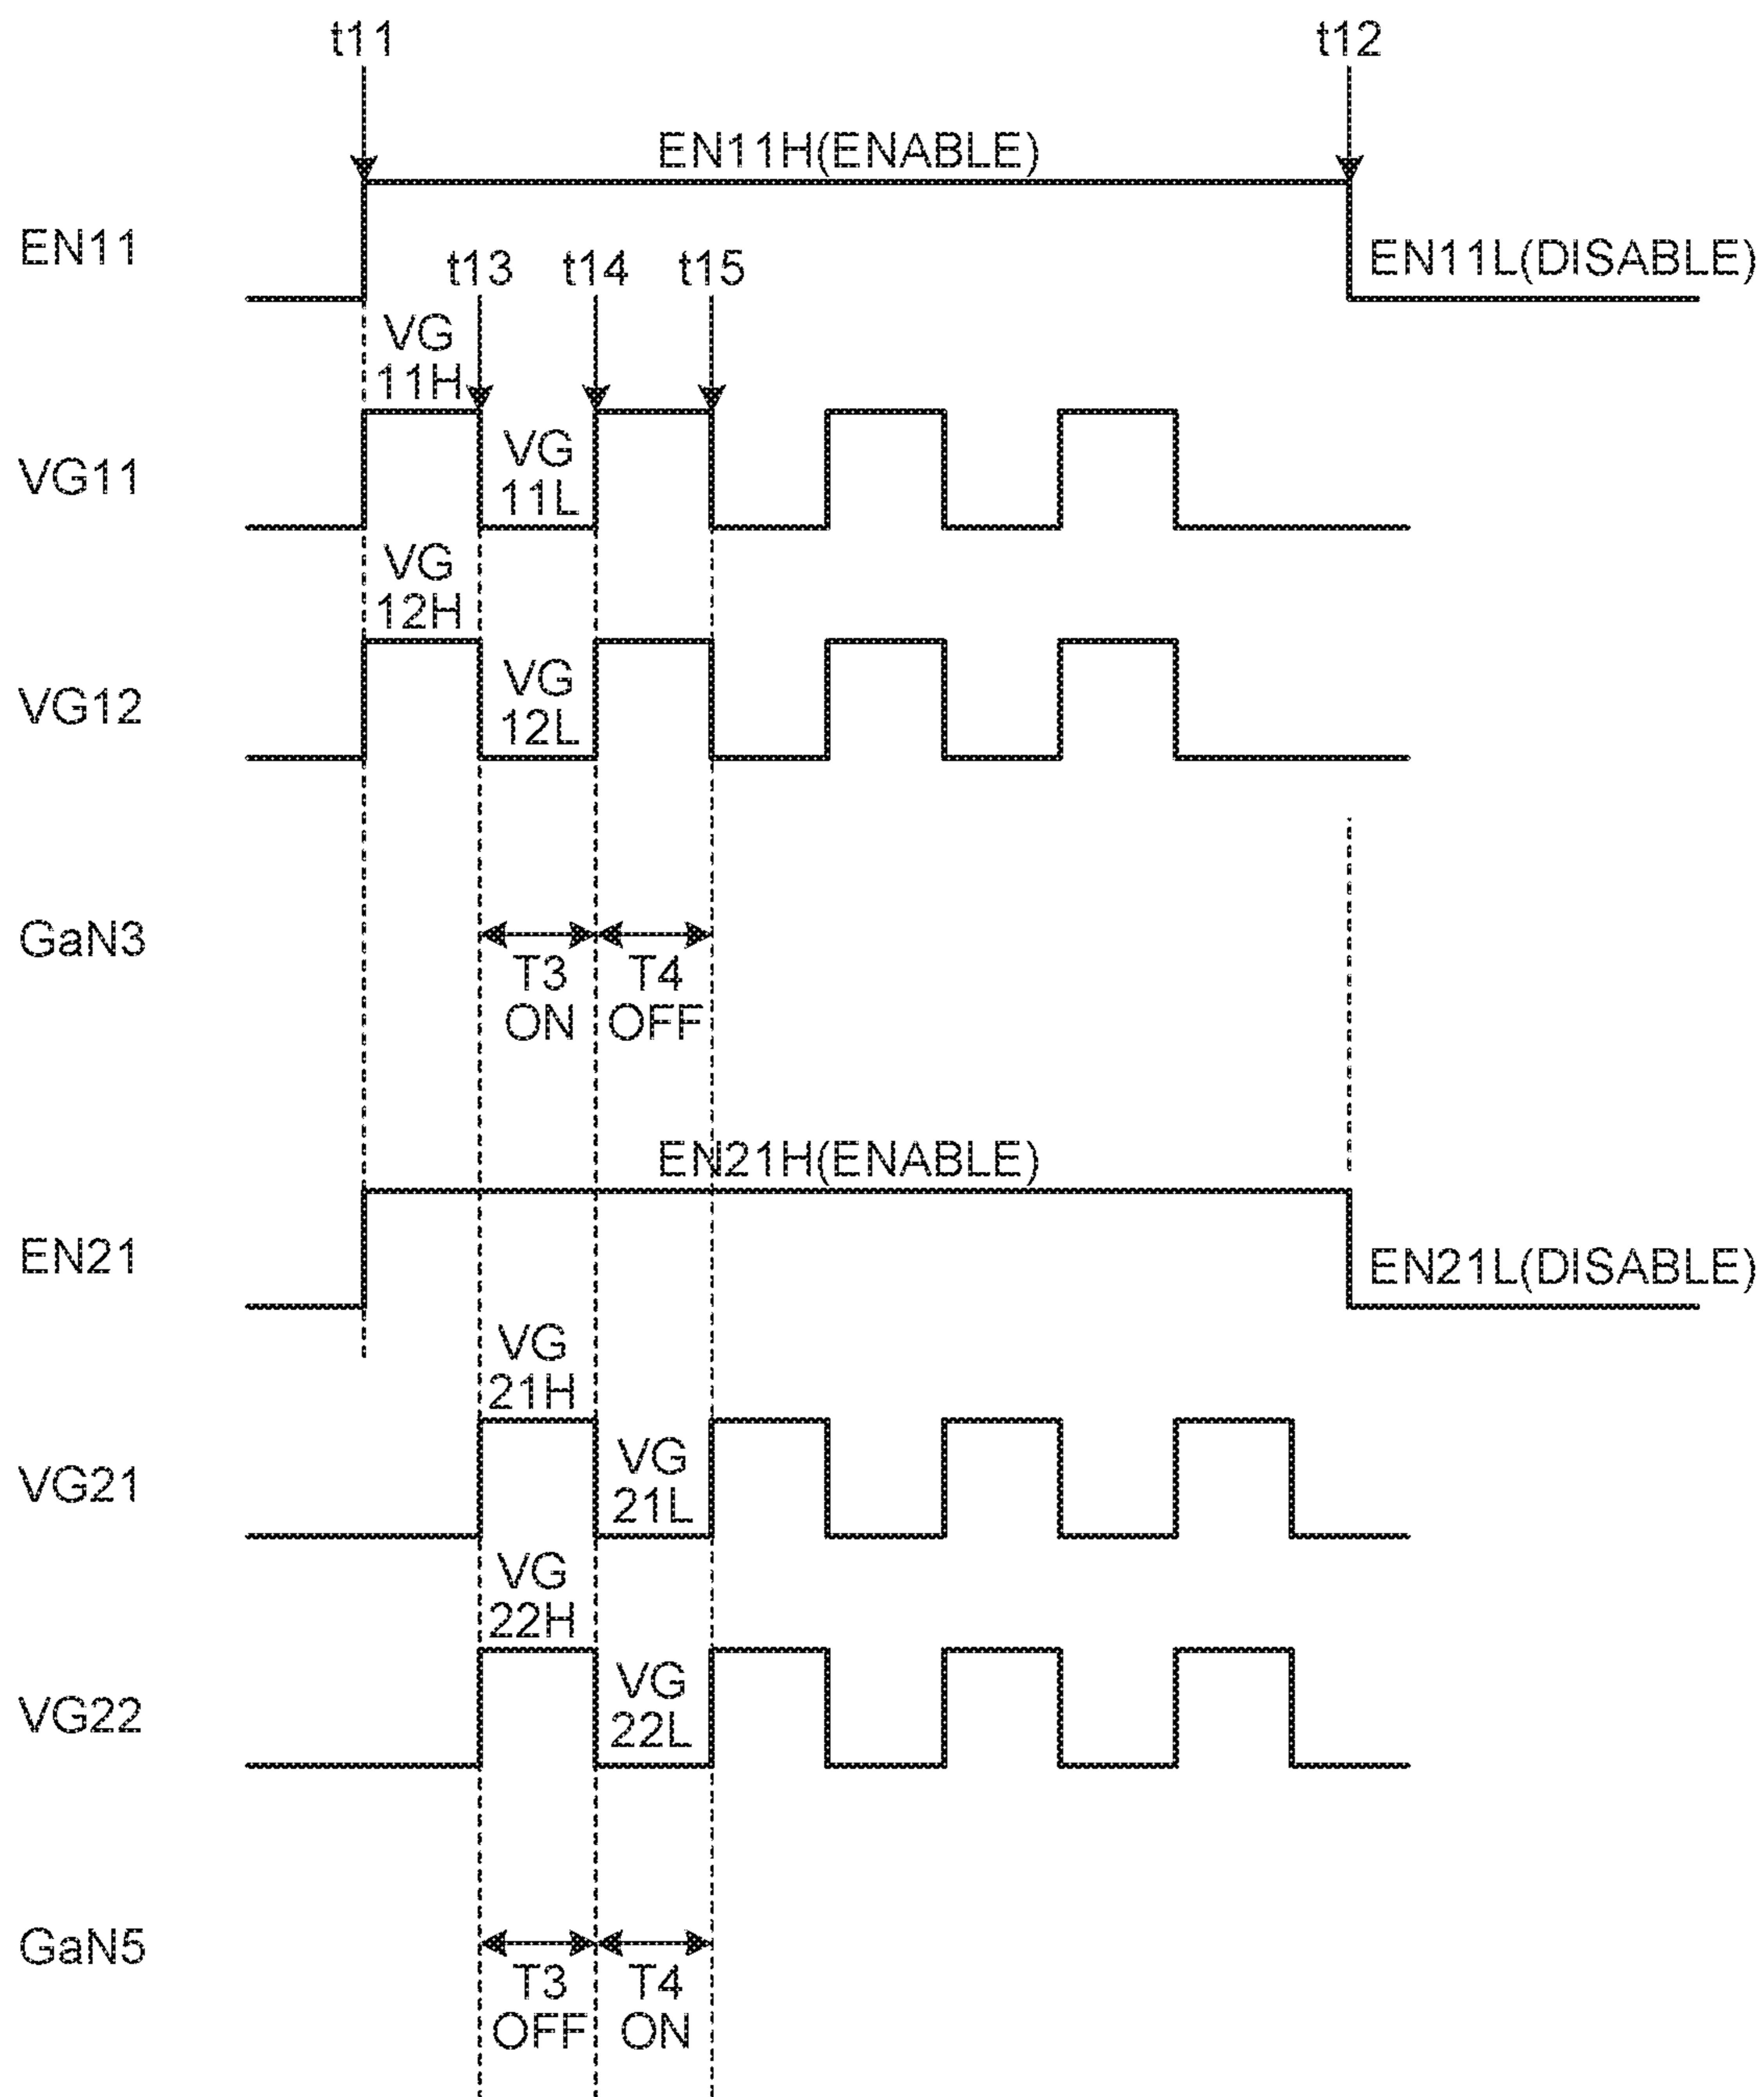 t11
t12
EN11H(ENABLE)
EN11
EN11L(DISABLE)
t13
t14
t15
VG
11H
VG11
VG
11L
VG
12H
VG12
VG
12L
GaN3
T3
ON
T4
OFF
EN21H(ENABLE)
EN21
EN21L(DISABLE)
VG
21H
VG21
VG
21L
VG
22H
VG22
VG
22L
GaN5
T3
OFF
T4
ON